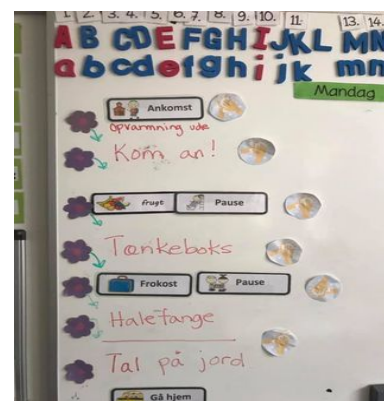 1. 2 3. 4. 5. 6. 7. 8. 9. 10. 11. 13. 14.
A B C D E F G H I J K L M N
a b c d e f g h i j k m n
Mandag
Ankomst
Opvarmning ude
Kom an!
frugt Pause
Tænkeboks
Frokost Pause
Halefange
Tal på jord
Gå hjem